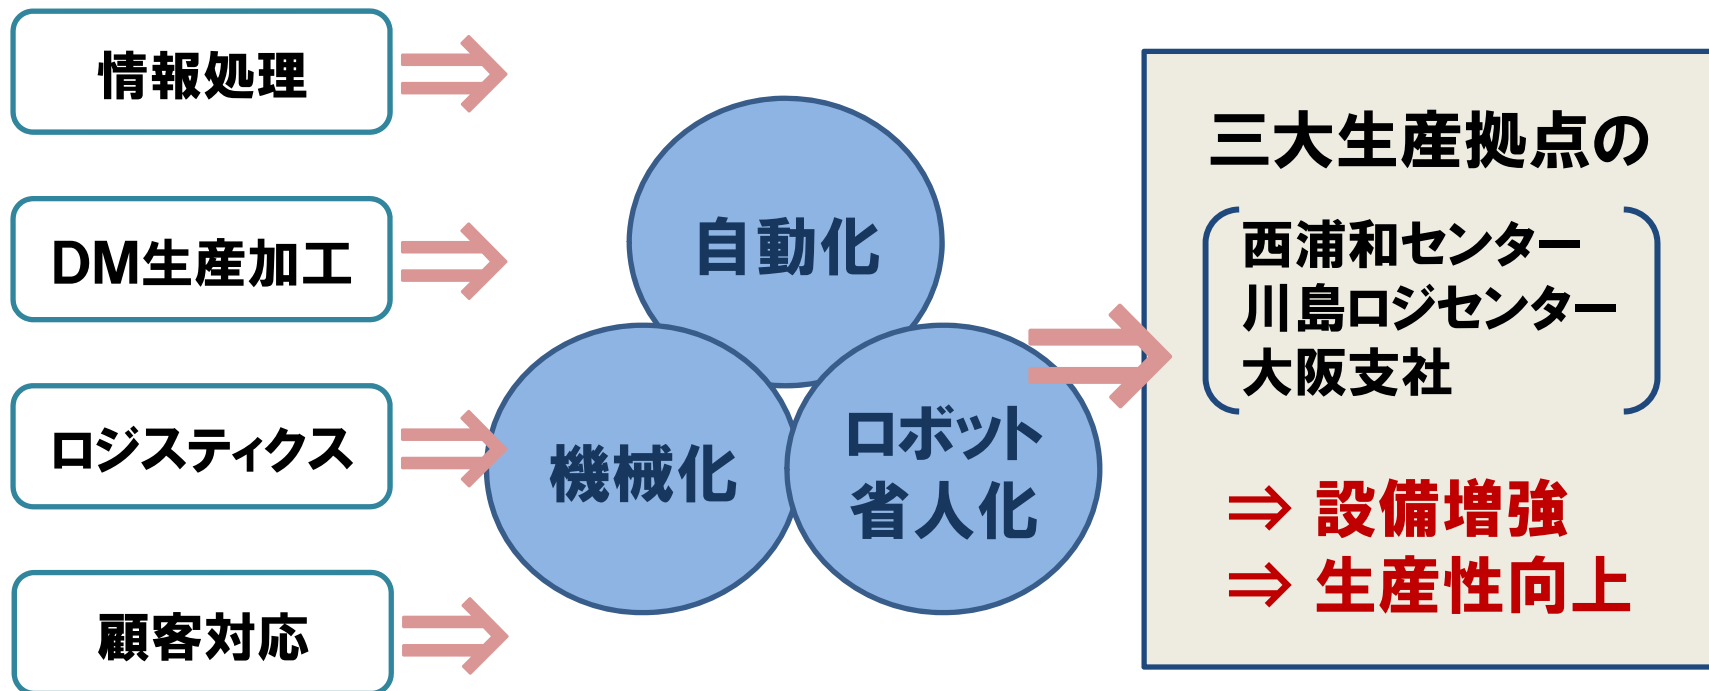 情報処理
DM生産加工
ロジスティクス
顧客対応
自動化
機械化
ロボット
省人化
三大生産拠点の
西浦和センター
川島ロジセンター
大阪支社
⇒ 設備増強
⇒ 生産性向上